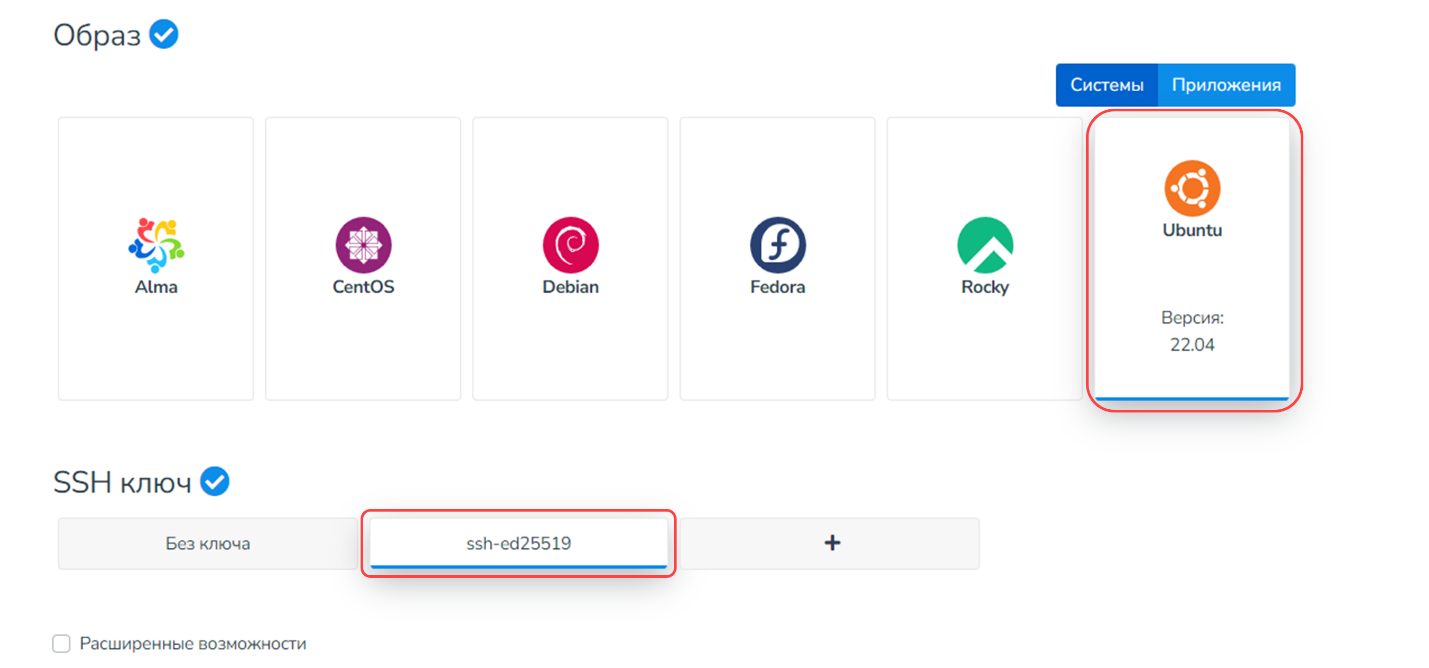 Образ
Системы Приложения
Alma CentOS Debian Fedora Rocky Ubuntu
Версия:
22.04
SSH ключ
Без ключа ssh-ed25519 +
Расширенные возможности